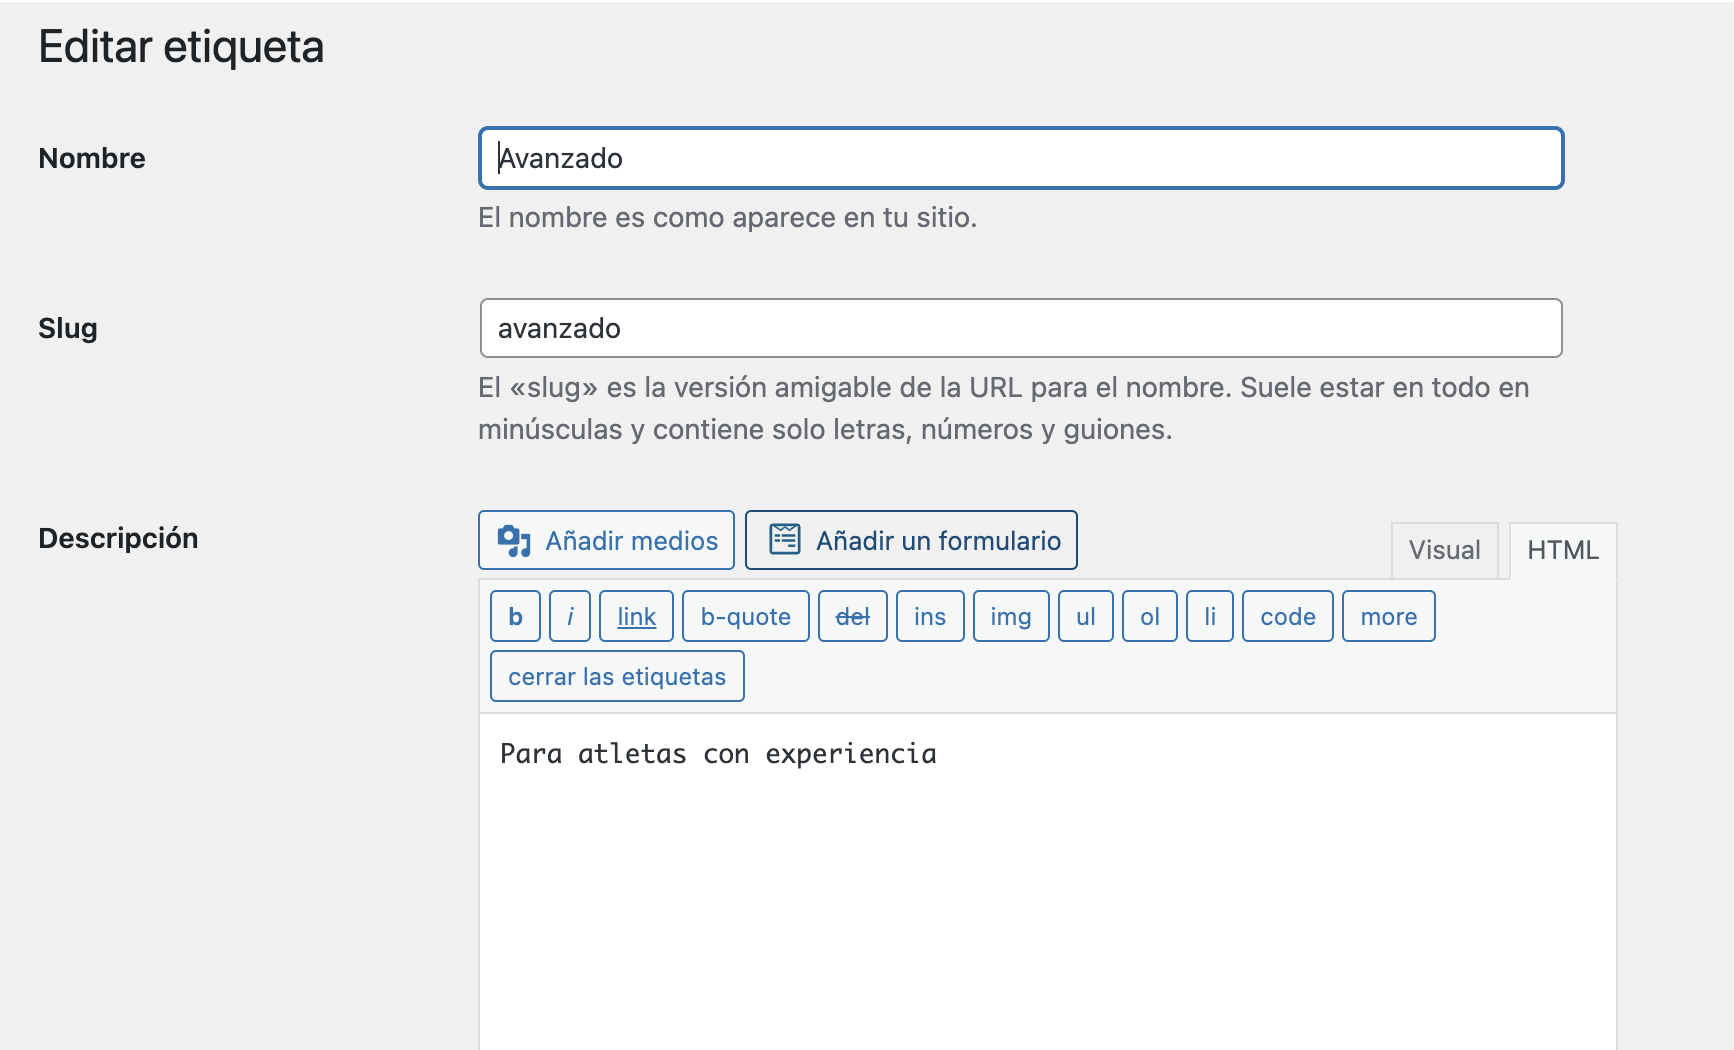 Editar etiqueta
Nombre
Avanzado
El nombre es como aparece en tu sitio.
Slug
avanzado
El «slug» es la versión amigable de la URL para el nombre. Suele estar en todo en
minúsculas y contiene solo letras, números y guiones.
Descripción
Añadir medios Añadir un formulario Visual HTML
b i link b-quote del ins img ul ol li code more
cerrar las etiquetas
Para atletas con experiencia